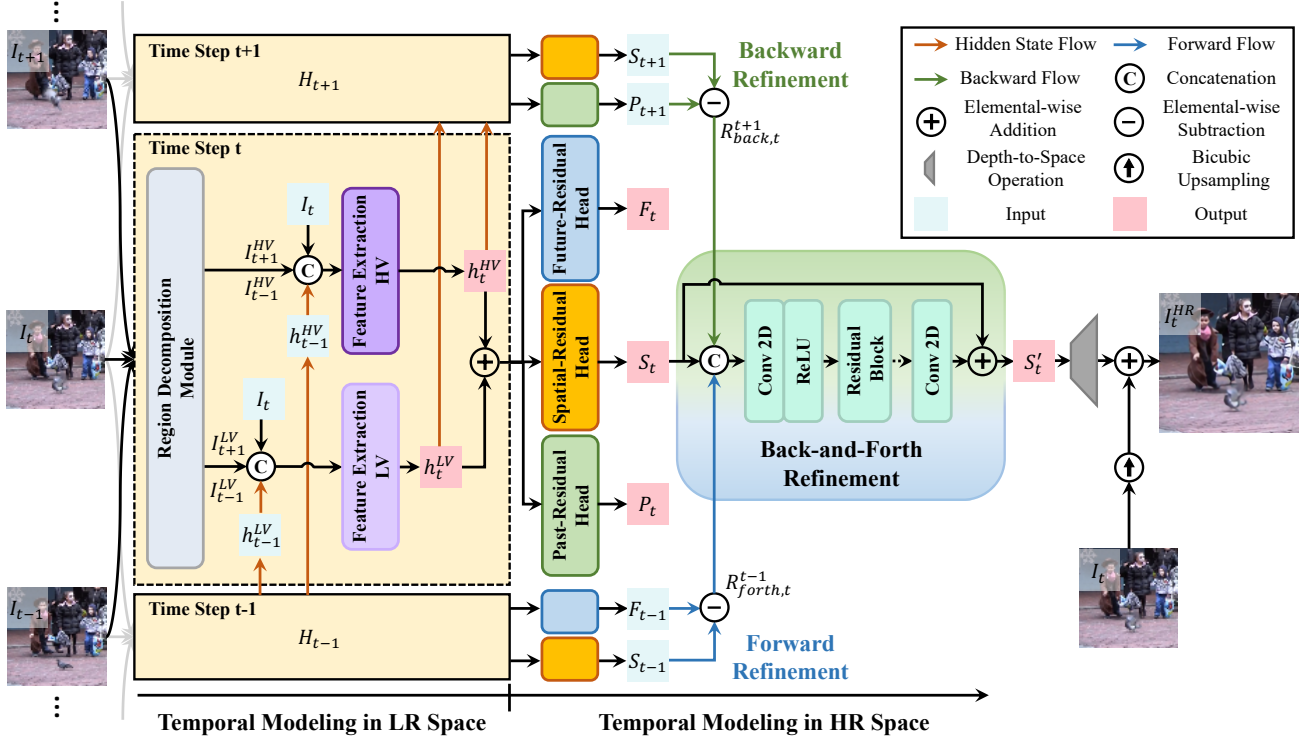 I_{t+1}
I_t
I_{t-1}
Time Step t+1
H_{t+1}
Time Step t
Region Decomposition
Module
I_t
I_{t+1}^{HV}
I_{t-1}^{HV}
C
h_{t-1}^{HV}
Feature Extraction
HV
h_t^{HV}
I_t
I_{t+1}^{LV}
I_{t-1}^{LV}
C
h_{t-1}^{LV}
Feature Extraction
LV
h_t^{LV}
Time Step t-1
H_{t-1}
S_{t+1}
P_{t+1}
Backward
Refinement
R_{back,t}^{t+1}
Future-Residual
Head
F_t
Spatial-Residual
Head
S_t
Past-Residual
Head
P_t
C
Conv 2D
ReLU
Residual
Block
Conv 2D
Back-and-Forth
Refinement
S_t'
I_t^{HR}
I_t
R_{forth,t}^{t-1}
F_{t-1}
S_{t-1}
Forward
Refinement
Hidden State Flow
Forward Flow
Backward Flow
C
Concatenation
Elemental-wise
Addition
Elemental-wise
Subtraction
Depth-to-Space
Operation
Bicubic
Upsampling
Input
Output
Temporal Modeling in LR Space
Temporal Modeling in HR Space